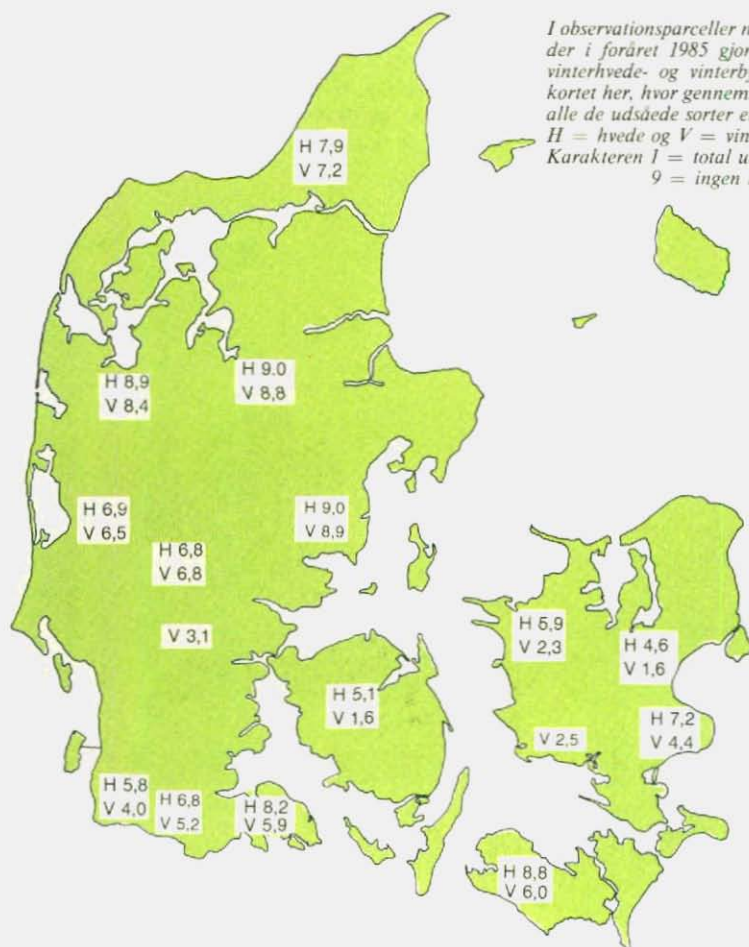 I observationsparceller
der i foråret 1985
vinterhvede- og
kortet her, hvor
alle de udsåede sorter
H = hvede og V =
Karakteren 1 = total
9 = ingen
H 7,9
V 7,2
H 8,9
V 8,4
H 9.0
V 8,8
H 6,9
V 6,5
H 9,0
V 8,9
H 6,8
V 6,8
V 3,1
H 5,9
V 2,3
H 4,6
V 1,6
H 5,1
V 1,6
H 7,2
V 4,4
V 2,5
H 5,8
V 4,0
H 6,8
V 5,2
H 8,2
V 5,9
H 8,8
V 6,0